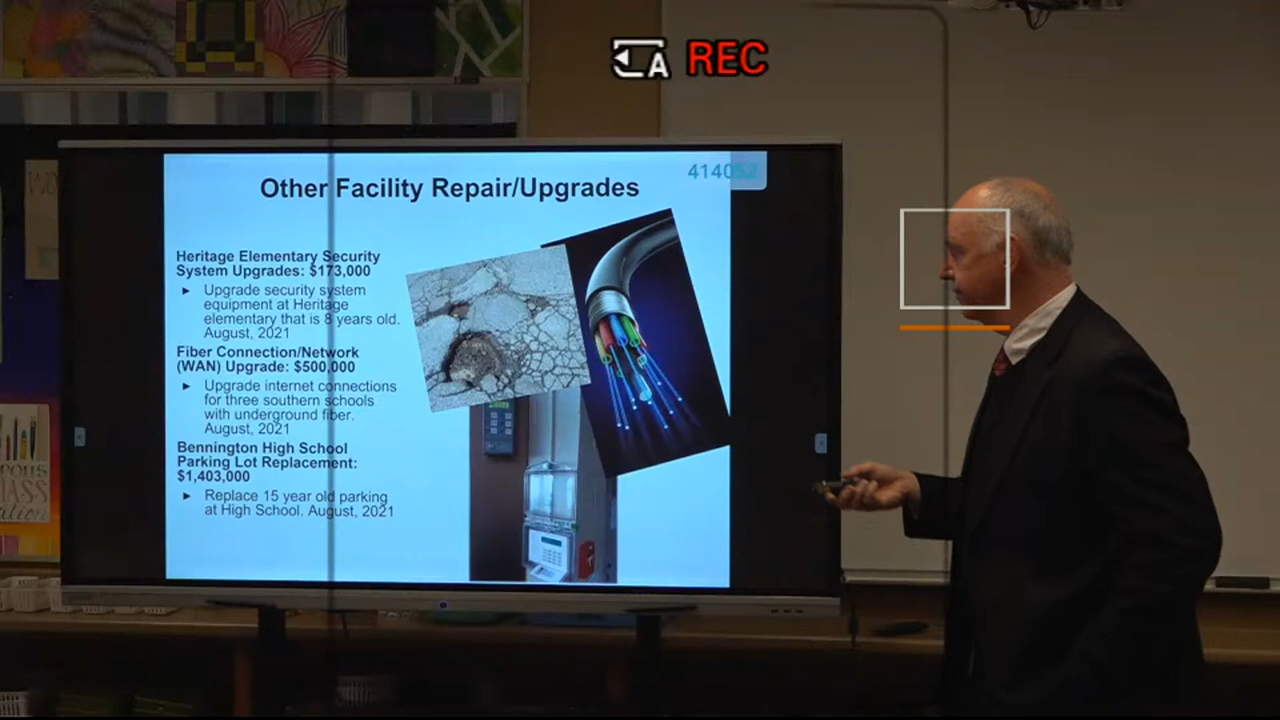 A REC
414052
Other Facility Repair/Upgrades
Heritage Elementary Security
System Upgrades: $173,000
► Upgrade security system
equipment at Heritage
elementary that is 8 years old.
August, 2021
Fiber Connection/Network
(WAN) Upgrade: $500,000
► Upgrade internet connections
for three southern schools
with underground fiber.
August, 2021
Bennington High School
Parking Lot Replacement:
$1,403,000
► Replace 15 year old parking
at High School. August, 2021